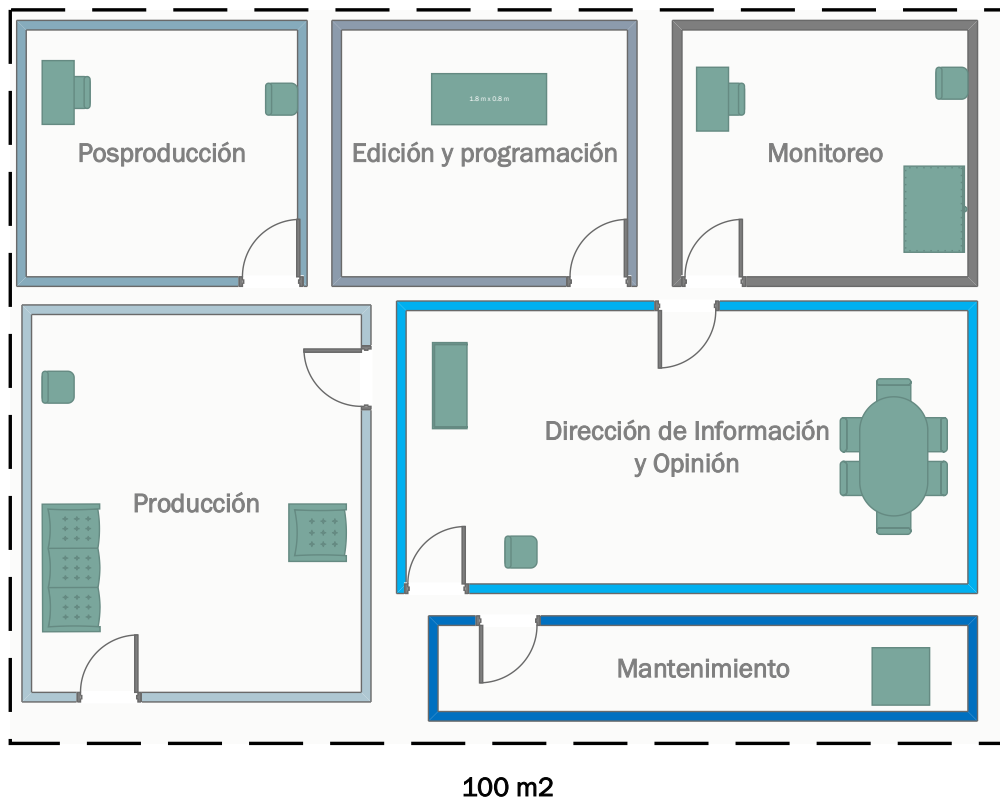 Posproducción
1.8 m x 0.8 m
Edición y programación
Monitoreo
Producción
Dirección de Información
y Opinión
Mantenimiento
100 m2